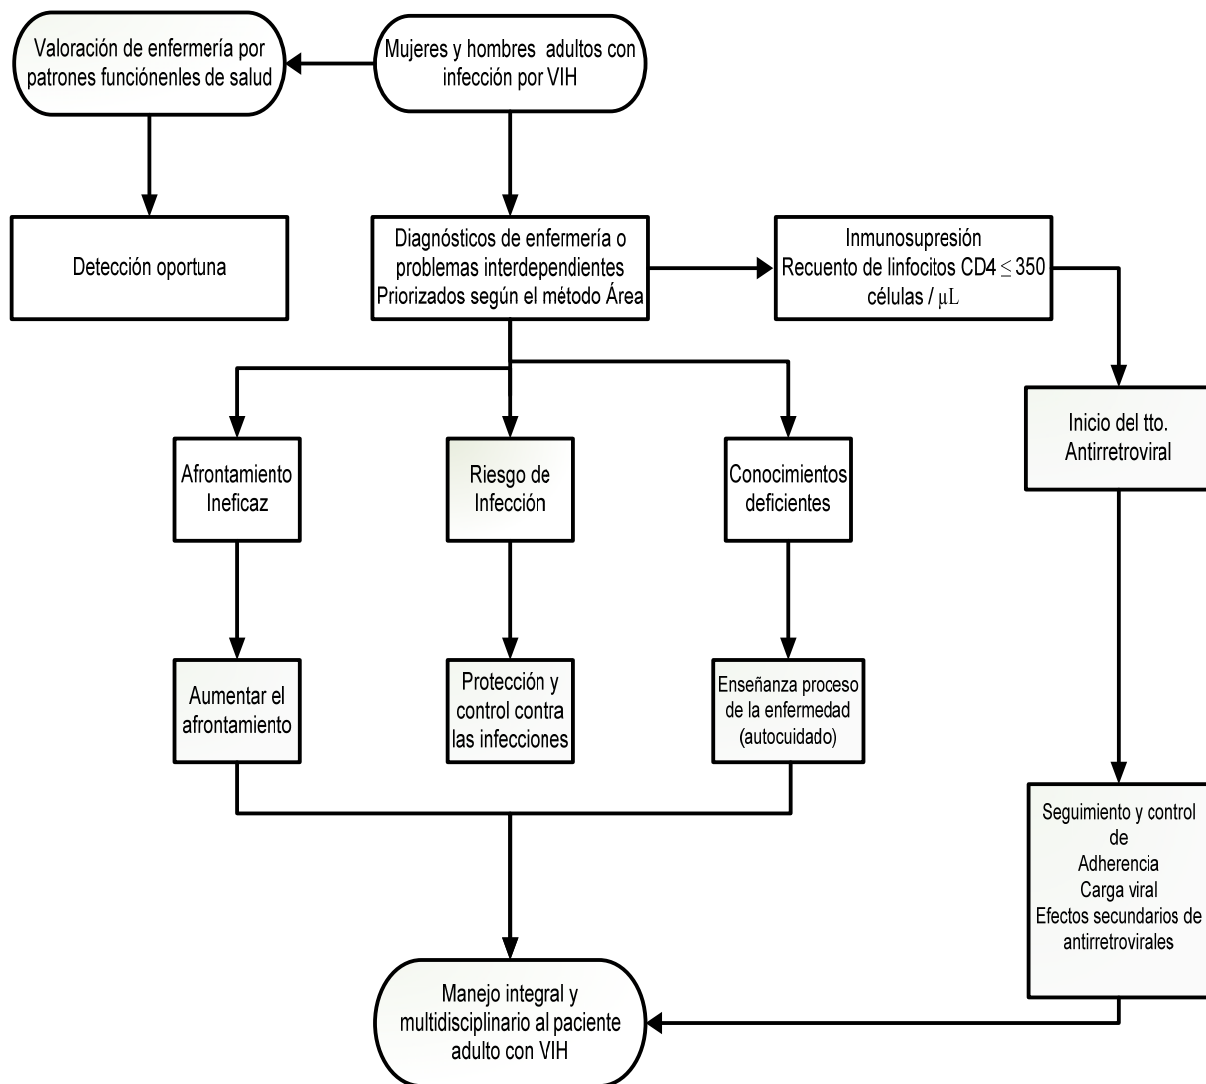 Valoración de enfermería por
patrones funciónenles de salud
Mujeres y hombres adultos con
infección por VIH
Detección oportuna
Diagnósticos de enfermería o
problemas interdependientes
Priorizados según el método Área
Inmunosupresión
Recuento de linfocitos CD4 ≤ 350
células / µL
Inicio del tto.
Antirretroviral
Afrontamiento
Ineficaz
Riesgo de
Infección
Conocimientos
deficientes
Aumentar el
afrontamiento
Protección y
control contra
las infecciones
Enseñanza proceso
de la enfermedad
(autocuidado)
Seguimiento y control
de
Adherencia
Carga viral
Efectos secundarios de
antirretrovirales
Manejo integral y
multidisciplinario al paciente
adulto con VIH